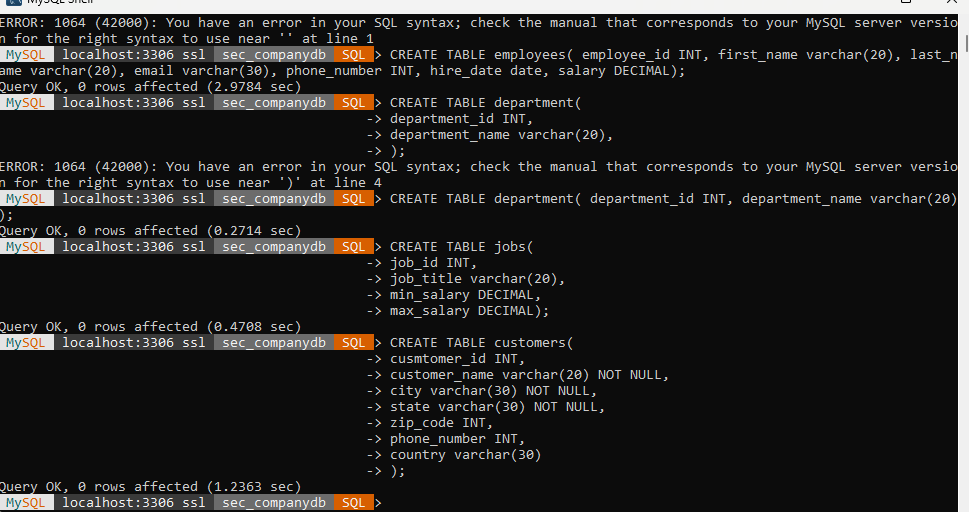 MySQL Shell
ERROR: 1064 (42000): You have an error in your SQL syntax; check the manual that corresponds to your MySQL server versio
n for the right syntax to use near '' at line 1
MySQL localhost:3306 ssl sec_companydb SQL > CREATE TABLE employees( employee_id INT, first_name varchar(20), last_n
ame varchar(20), email varchar(30), phone_number INT, hire_date date, salary DECIMAL);
Query OK, 0 rows affected (2.9784 sec)
MySQL localhost:3306 ssl sec_companydb SQL > CREATE TABLE department(
-> department_id INT,
-> department_name varchar(20),
-> );
ERROR: 1064 (42000): You have an error in your SQL syntax; check the manual that corresponds to your MySQL server versio
n for the right syntax to use near ')' at line 4
MySQL localhost:3306 ssl sec_companydb SQL > CREATE TABLE department( department_id INT, department_name varchar(20)
);
Query OK, 0 rows affected (0.2714 sec)
MySQL localhost:3306 ssl sec_companydb SQL > CREATE TABLE jobs(
-> job_id INT,
-> job_title varchar(20),
-> min_salary DECIMAL,
-> max_salary DECIMAL);
Query OK, 0 rows affected (0.4708 sec)
MySQL localhost:3306 ssl sec_companydb SQL > CREATE TABLE customers(
-> cusmtomer_id INT,
-> customer_name varchar(20) NOT NULL,
-> city varchar(30) NOT NULL,
-> state varchar(30) NOT NULL,
-> zip_code INT,
-> phone_number INT,
-> country varchar(30)
-> );
Query OK, 0 rows affected (1.2363 sec)
MySQL localhost:3306 ssl sec_companydb SQL >